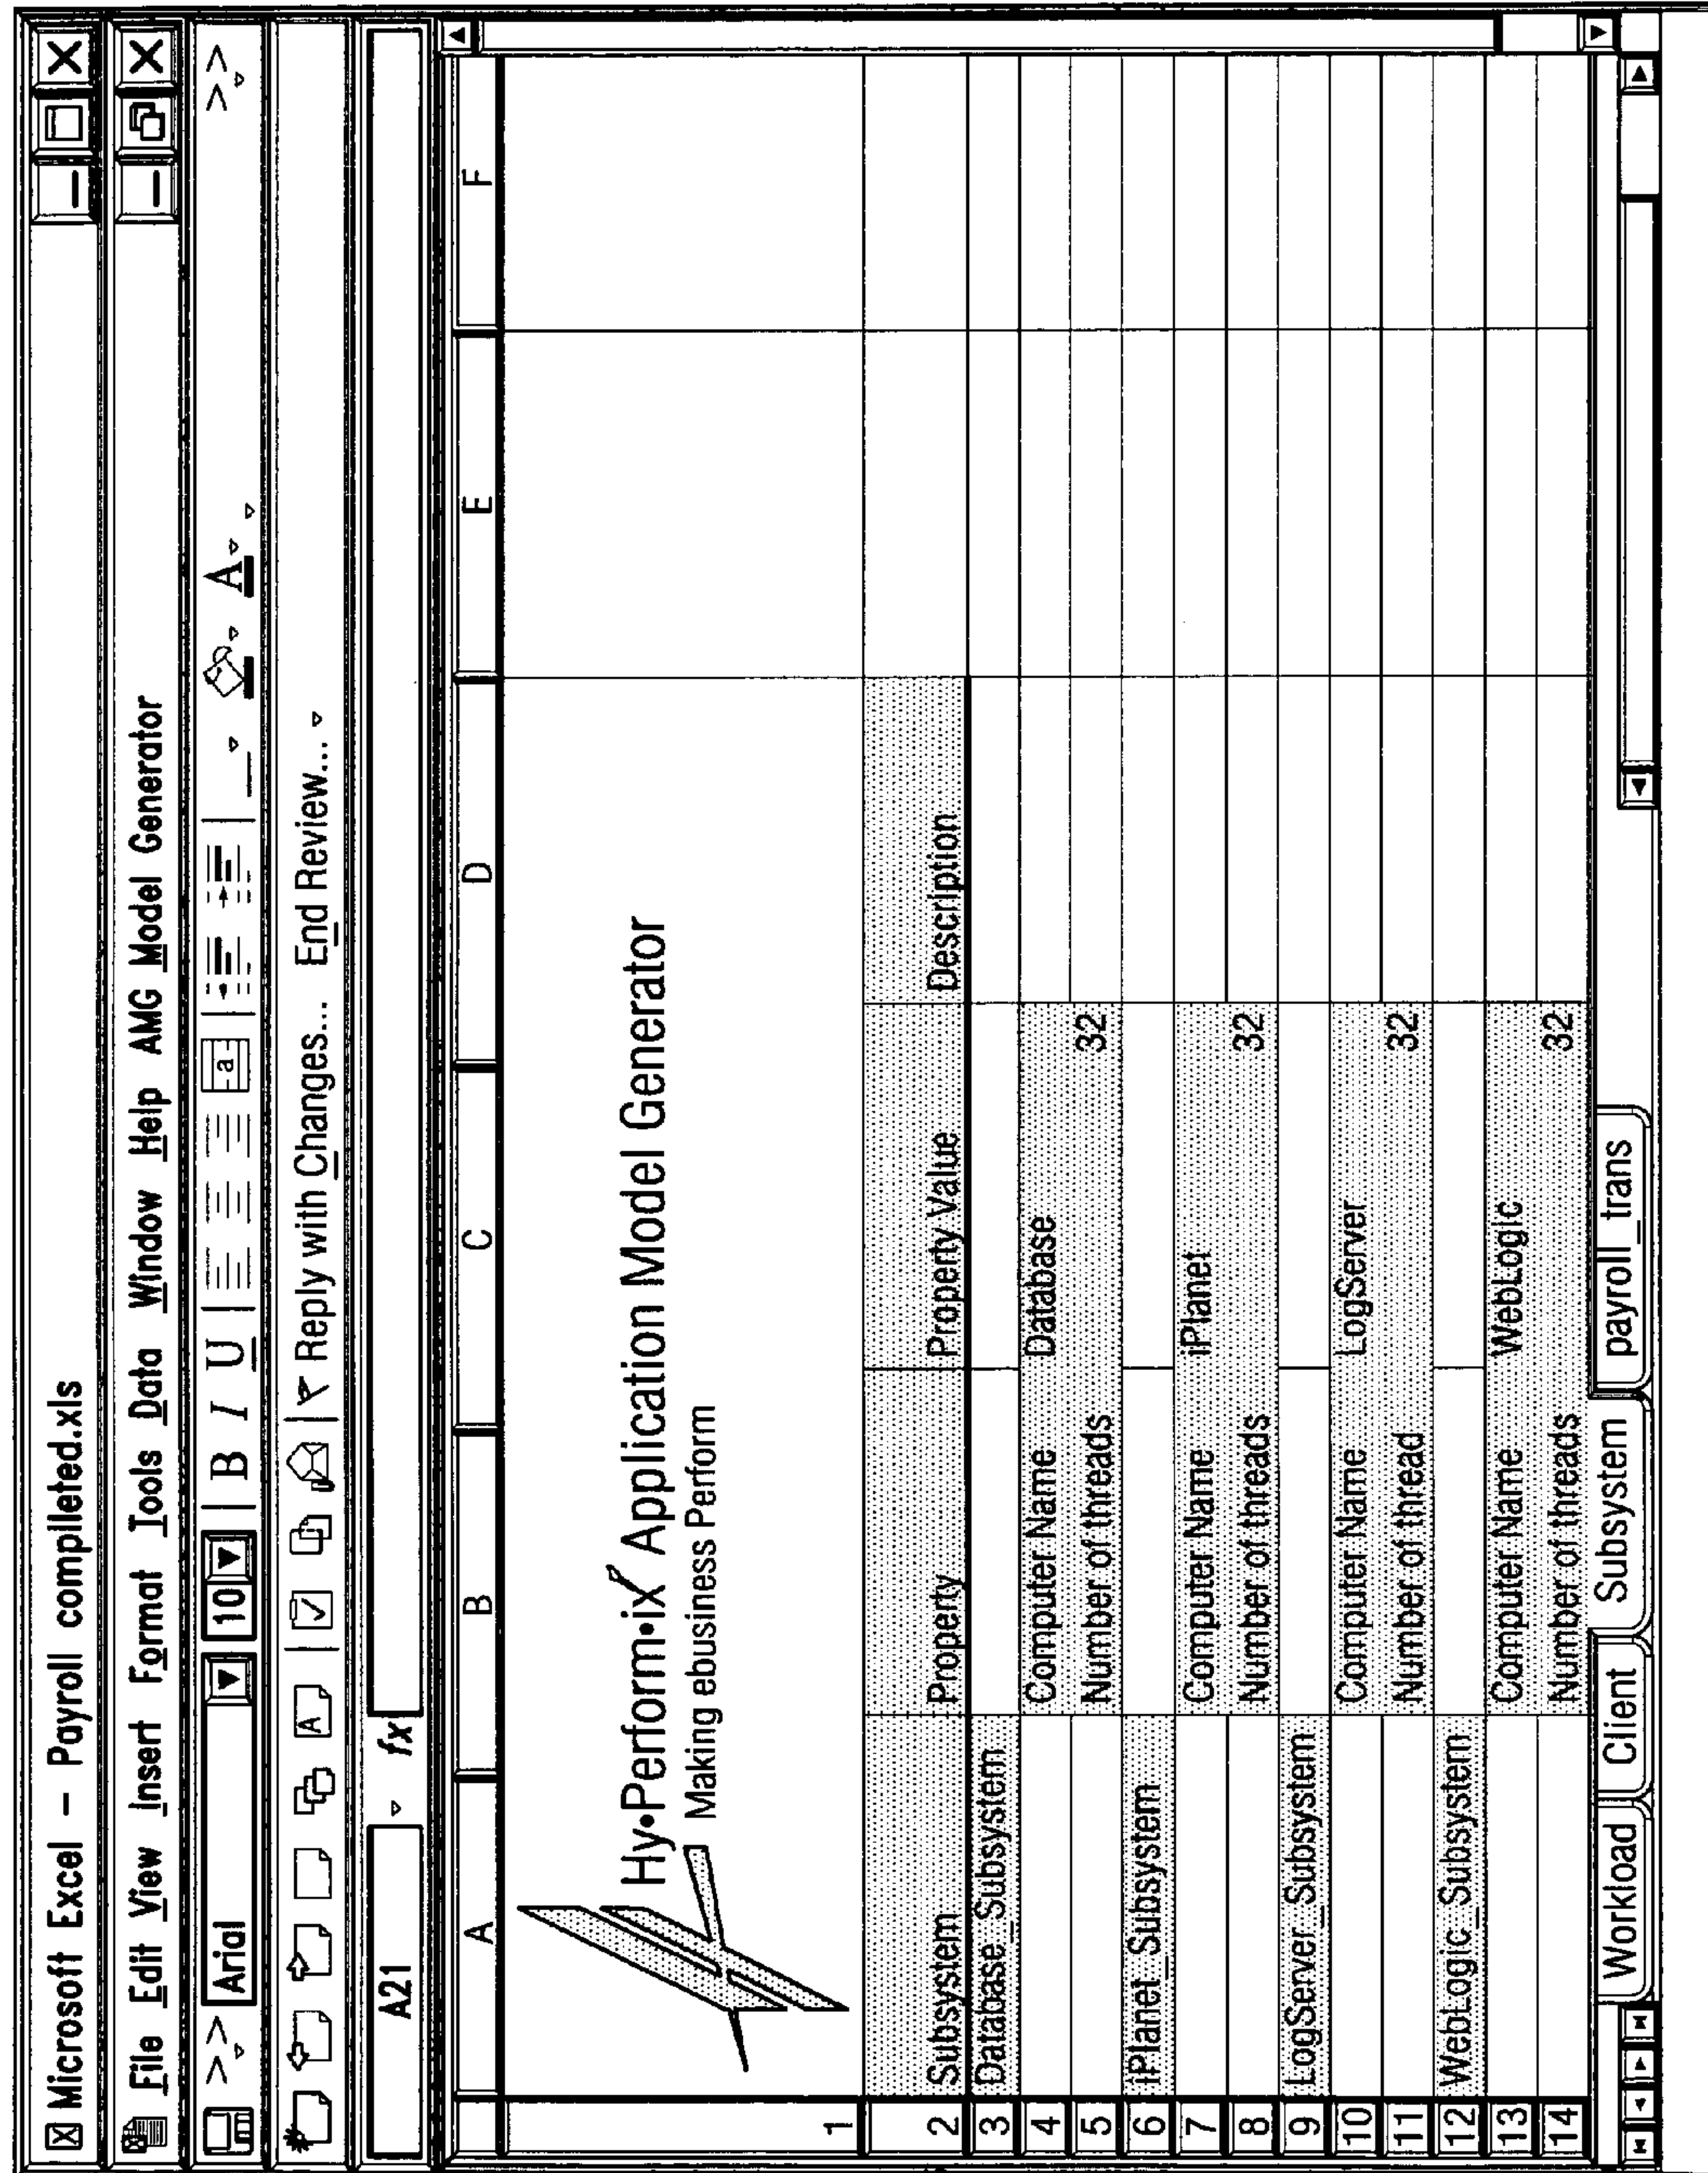 Microsoft Excel – Payroll compileted.xls
File Edit View Insert Format Tools Data Window Help AMG Model Generator
>> Arial 10 B I U a A >>
A Reply with Changes... End Review...
A21 fx
A B C D E F
Hy•Perform•iX Application Model Generator
Making ebusiness Perform
1
2 Subsystem Property Property Value Description
3 Database_Subsystem
4 Computer Name Database
5 Number of threads 32
6 iPlanet_Subsystem
7 Computer Name iPlanet
8 Number of threads 32
9 LogServer_Subsystem
10 Computer Name LogServer
11 Number of thread 32
12 WebLogic_Subsystem
13 Computer Name WebLogic
14 Number of threads 32
Workload Client Subsystem payroll_trans